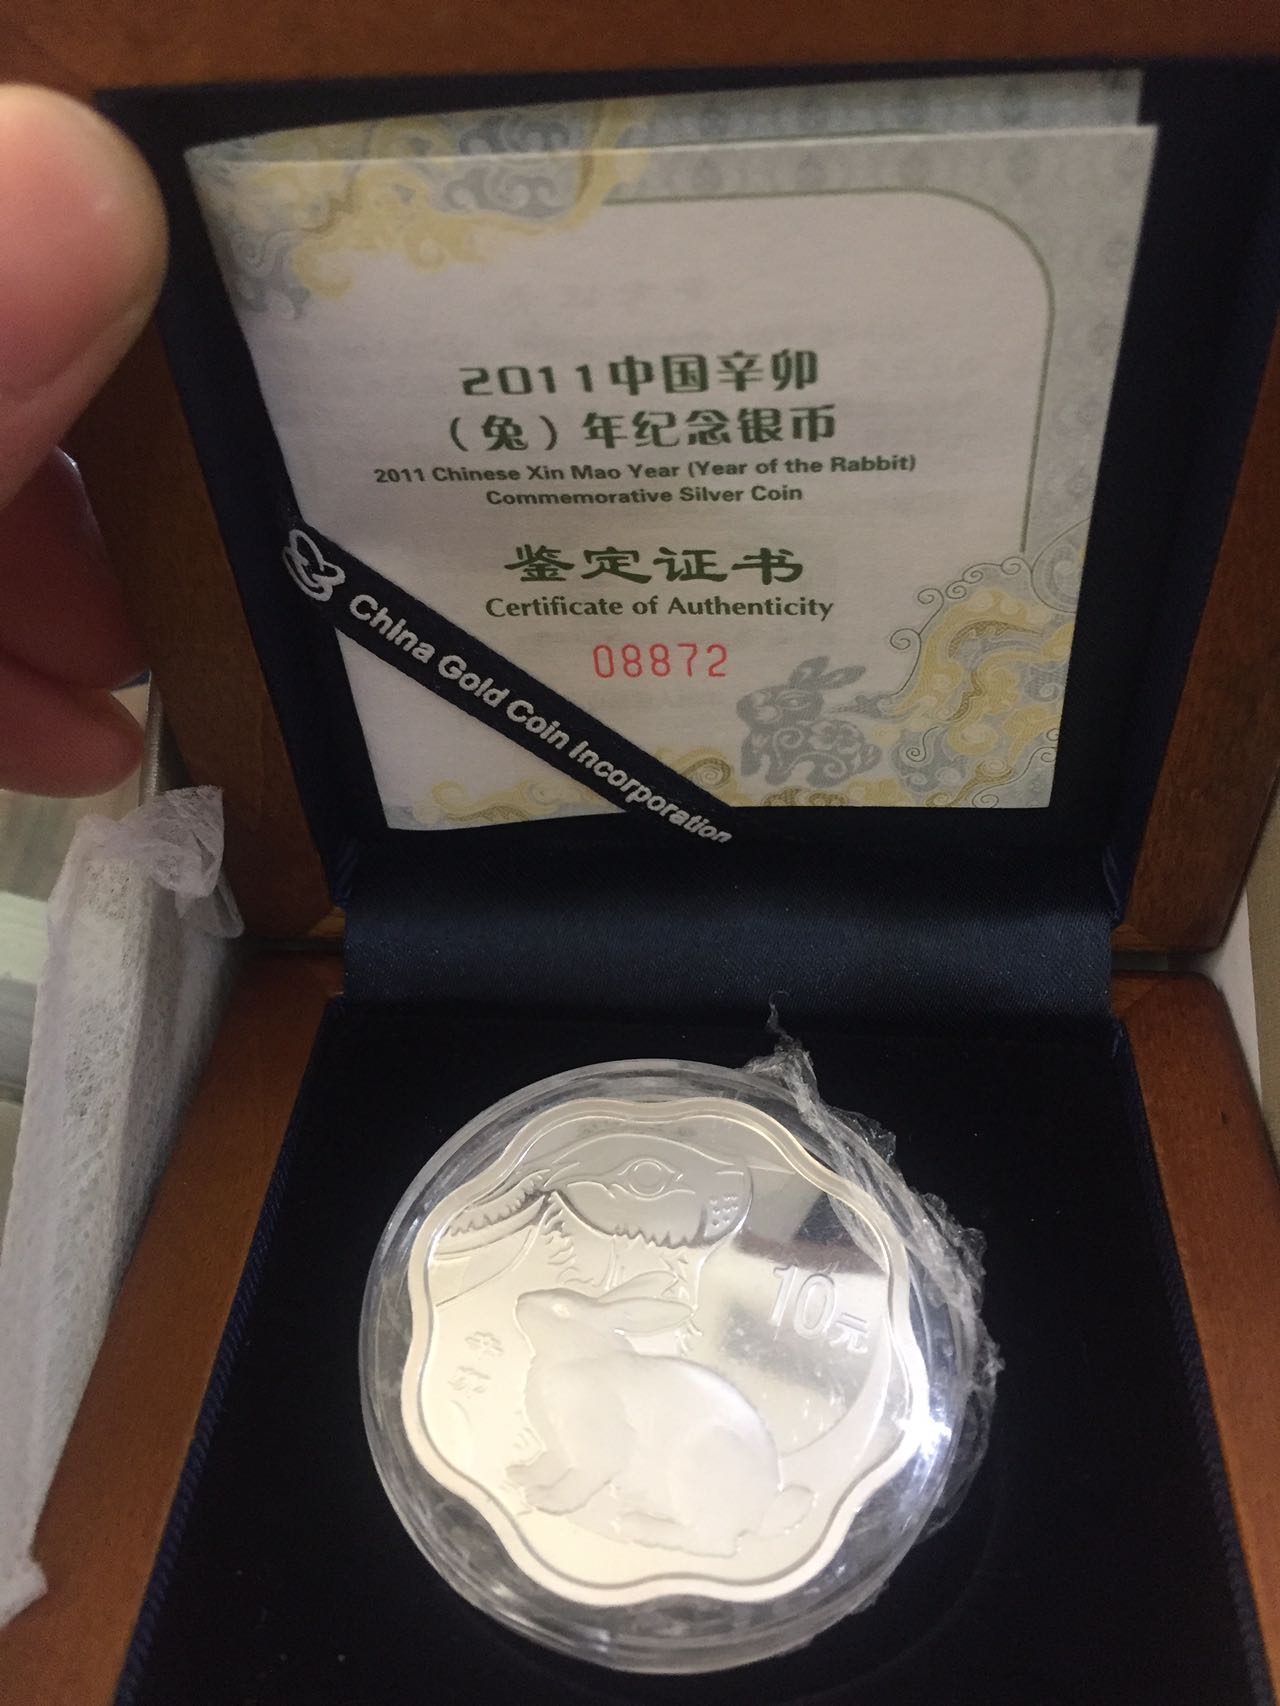 2011中国辛卯
（兔）年纪念银币
2011 Chinese Xin Mao Year (Year of the Rabbit)
Commemorative Silver Coin
鉴定证书
Certificate of Authenticity
08872
China Gold Coin Incorporation
10元
辛卯